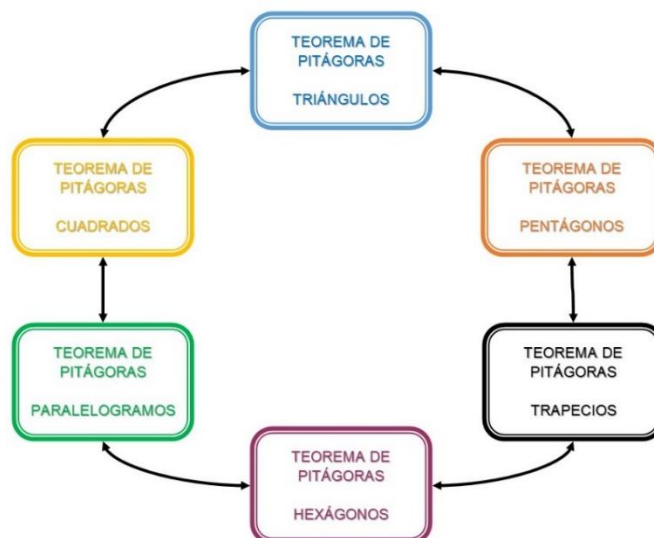 TEOREMA DE
PITÁGORAS
TRIÁNGULOS
TEOREMA DE
PITÁGORAS
CUADRADOS
TEOREMA DE
PITÁGORAS
PENTÁGONOS
TEOREMA DE
PITÁGORAS
PARALELOGRAMOS
TEOREMA DE
PITÁGORAS
TRAPECIOS
TEOREMA DE
PITÁGORAS
HEXÁGONOS